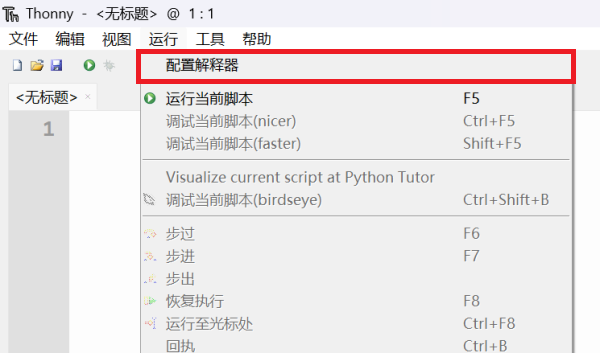 Thonny - <无标题> @ 1 : 1
文件 编辑 视图 运行 工具 帮助
配置解释器
<无标题> ×
运行当前脚本 F5
1
调试当前脚本(nicer) Ctrl+F5
调试当前脚本(faster) Shift+F5
Visualize current script at Python Tutor
调试当前脚本(birdseye) Ctrl+Shift+B
步过 F6
步进 F7
步出
恢复执行 F8
运行至光标处 Ctrl+F8
回执 Ctrl+B